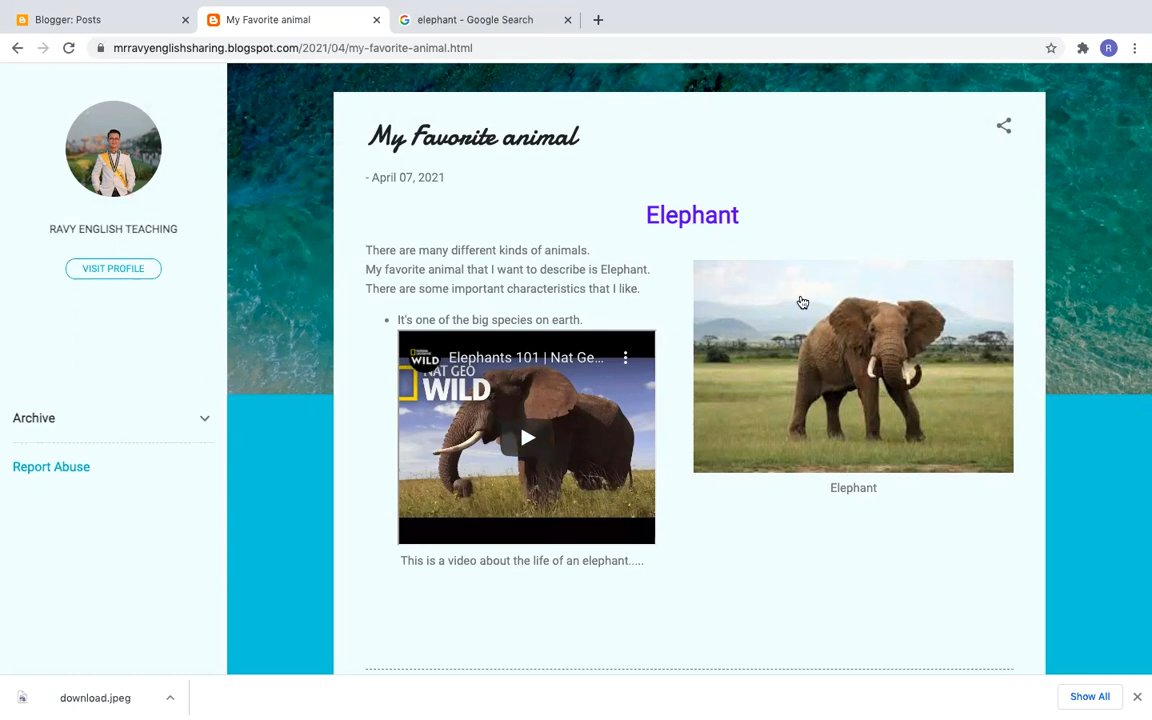 Blogger: Posts
My Favorite animal
elephant - Google Search
mrravyenglishsharing.blogspot.com/2021/04/my-favorite-animal.html
R
My Favorite animal
- April 07, 2021
RAVY ENGLISH TEACHING
VISIT PROFILE
Elephant
There are many different kinds of animals.
My favorite animal that I want to describe is Elephant.
There are some important characteristics that I like.
It's one of the big species on earth.
WILD
Elephants 101 | Nat Ge...
NAT GEO
WILD
Archive
Report Abuse
Elephant
This is a video about the life of an elephant.....
download.jpeg
Show All